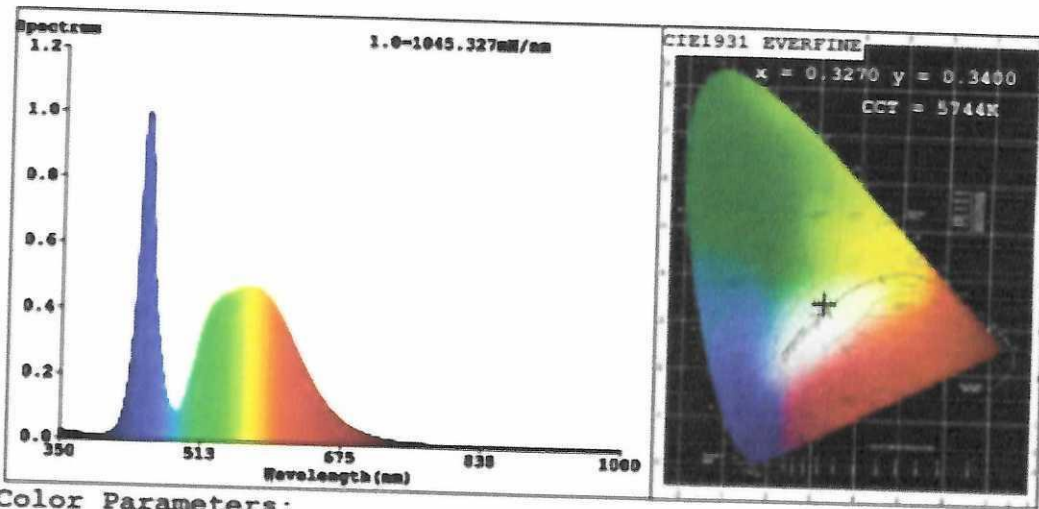 Spectrum
1.0=1045.327mW/nm
1.2
1.0
0.8
0.6
0.4
0.2
0.0
350 513 675 838 1000
Wavelength(nm)
CIE1931 EVERFINE
x = 0.3270 y = 0.3400
CCT = 5744K
Color Parameters: